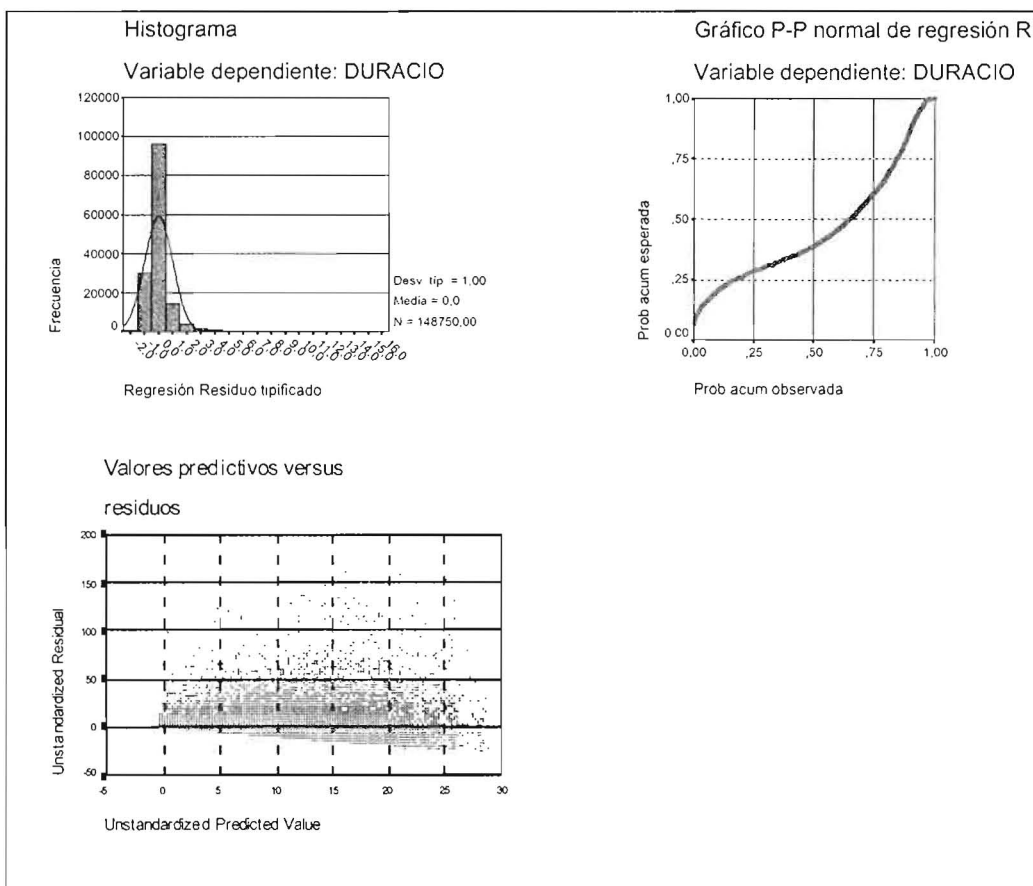 Histograma
Variable dependiente: DURACIO
120000
100000
80000
60000
40000
20000
0
Frecuencia
Desv tip = 1,00
Media = 0,0
N = 148750,00
Regresión Residuo tipificado
Gráfico P-P normal de regresión R
Variable dependiente: DURACIO
1,00
,75
,50
,25
0,00
Prob acum esperada
0,00 ,25 ,50 ,75 1,00
Prob acum observada
Valores predictivos versus
residuos
200
150
100
50
0
-50
Unstandardized Residual
-5 0 5 10 15 20 25 30
Unstandardized Predicted Value